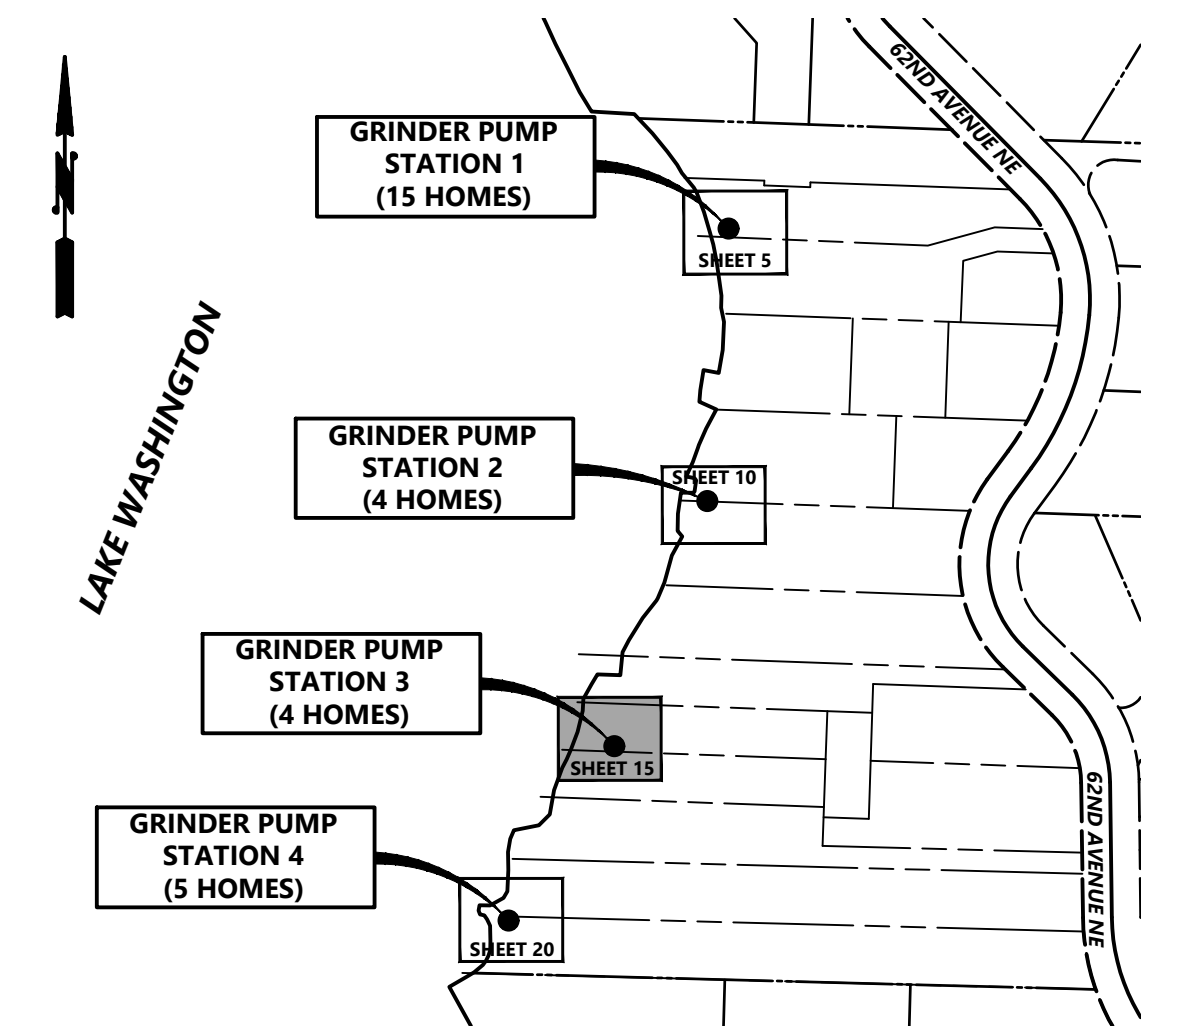 62ND AVENUE NE
GRINDER PUMP
STATION 1
(15 HOMES)
N
SHEET 5
LAKE WASHINGTON
GRINDER PUMP
STATION 2
(4 HOMES)
SHEET 10
GRINDER PUMP
STATION 3
(4 HOMES)
SHEET 15
62ND AVENUE NE
GRINDER PUMP
STATION 4
(5 HOMES)
SHEET 20